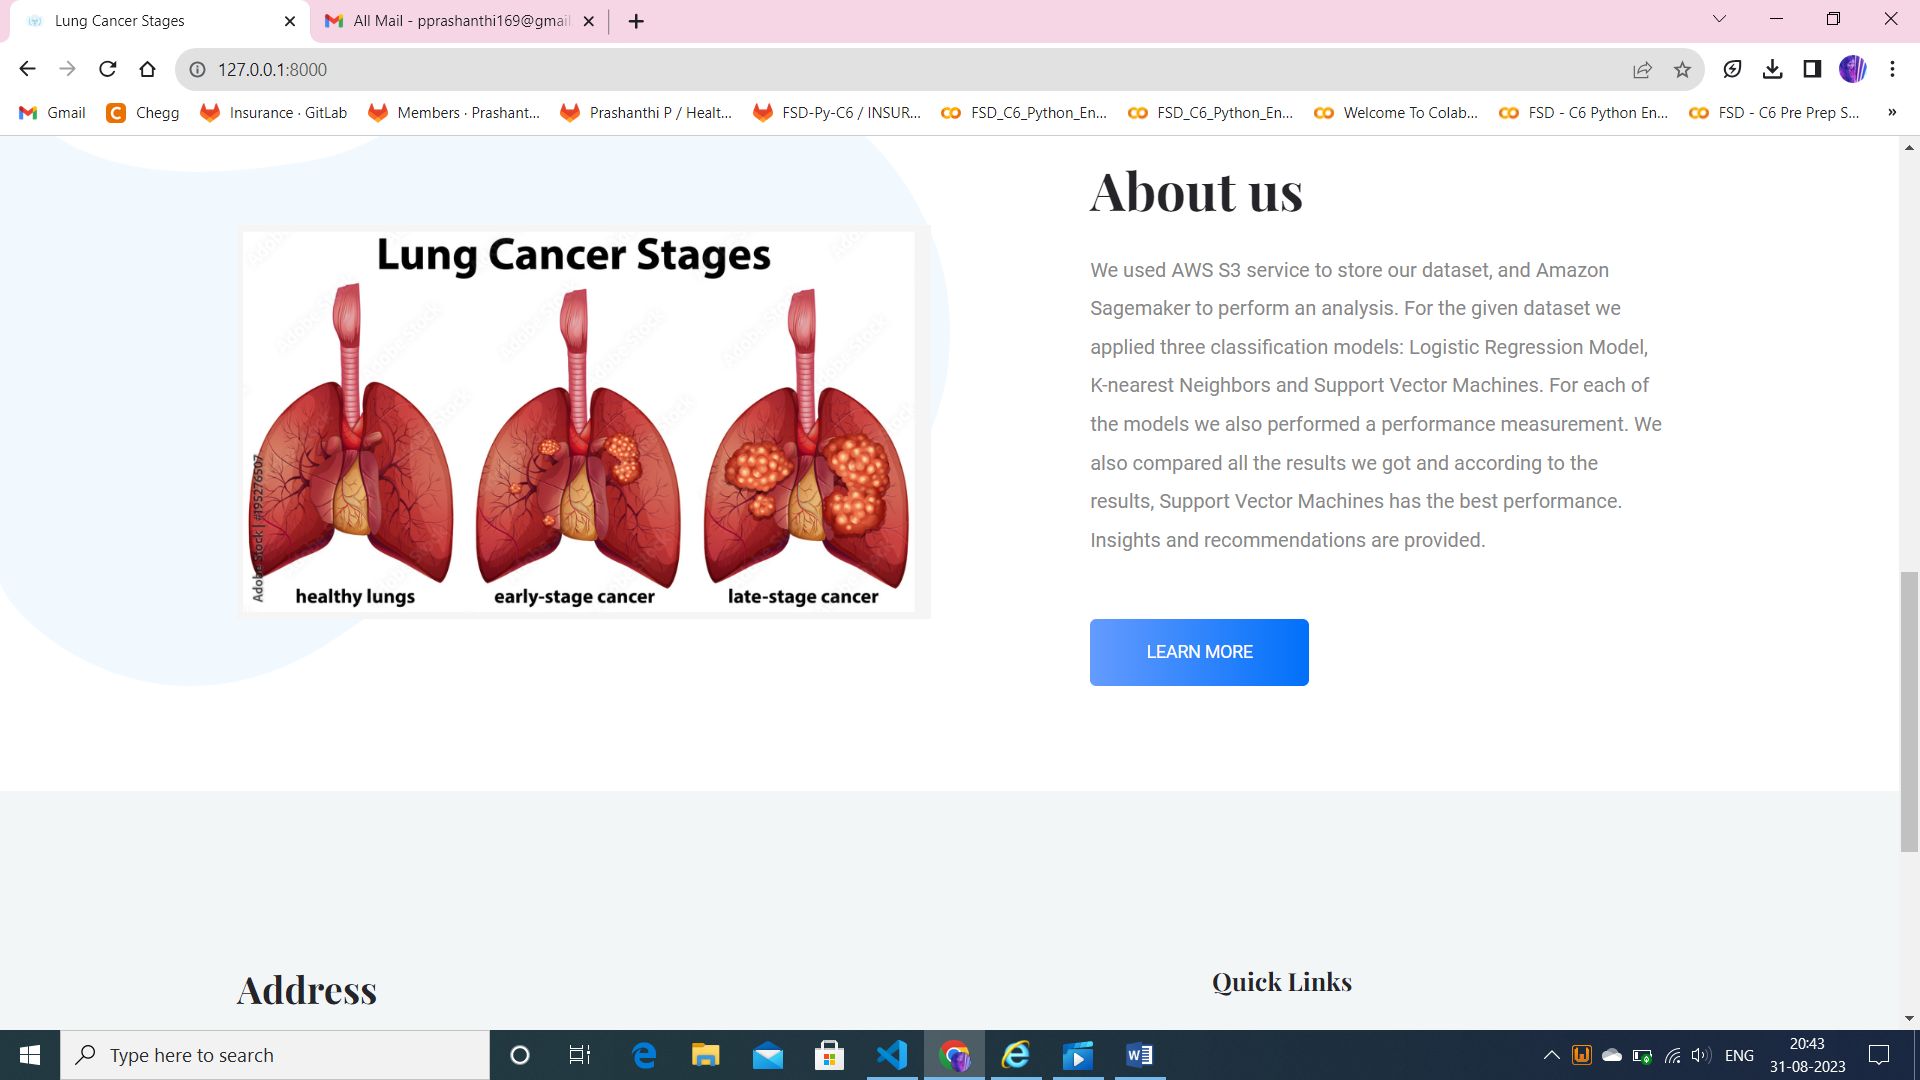 Lung Cancer Stages
All Mail - pprashanthi169@gmail.
127.0.0.1:8000
Gmail
Chegg
Insurance · GitLab
Members · Prashant...
Prashanthi P / Healt...
FSD-Py-C6 / INSUR...
FSD_C6_Python_En...
FSD_C6_Python_En...
Welcome To Colab...
FSD - C6 Python En...
FSD - C6 Pre Prep S...
»
Lung Cancer Stages
healthy lungs
early-stage cancer
late-stage cancer
Adobe Stock | #195276507
About us
We used AWS S3 service to store our dataset, and Amazon
Sagemaker to perform an analysis. For the given dataset we
applied three classification models: Logistic Regression Model,
K-nearest Neighbors and Support Vector Machines. For each of
the models we also performed a performance measurement. We
also compared all the results we got and according to the
results, Support Vector Machines has the best performance.
Insights and recommendations are provided.
LEARN MORE
Address
Quick Links
Type here to search
ENG
20:43
31-08-2023